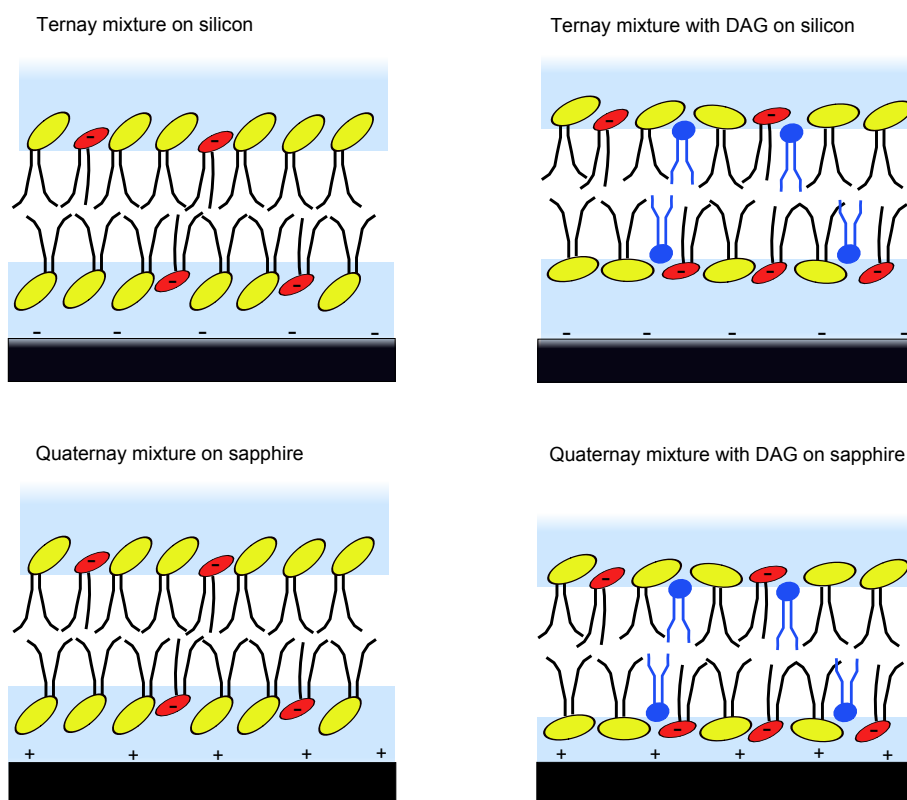 Ternay mixture on silicon
Ternay mixture with DAG on silicon
- - - - - - -
- - - - -
- - - - -
- - - - -
Quaternay mixture on sapphire
Quaternay mixture with DAG on sapphire
- - - -
- - - - -
+ + + + +
+ + + + +